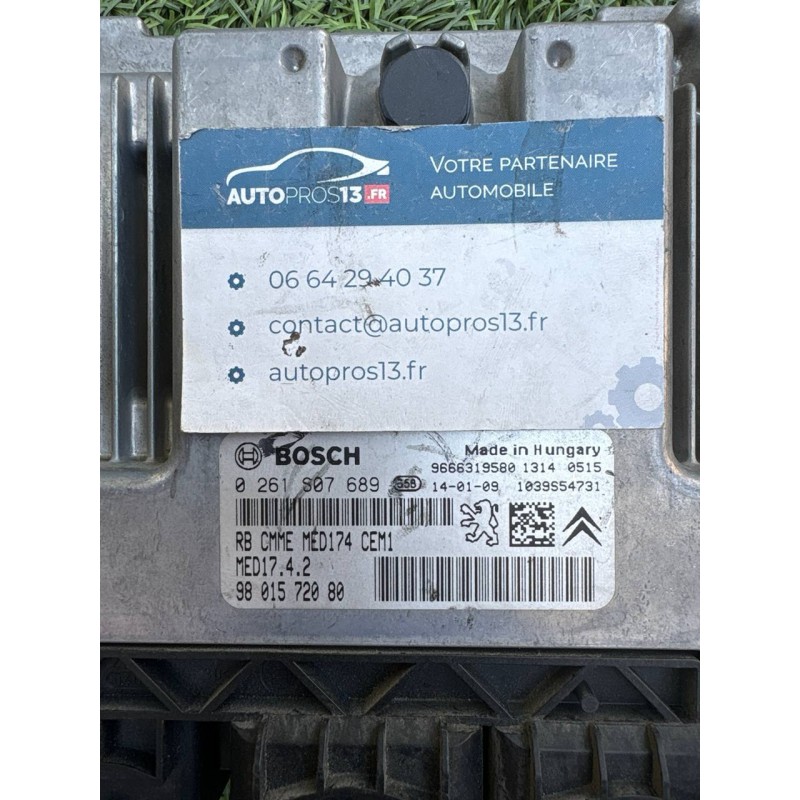 AUTOPROS13.FR
VOTRE PARTENAIRE
AUTOMOBILE
06 64 29 40 37
contact@autopros13.fr
autopros13.fr
BOSCH
Made in Hungary
9666319580 1314 0515
0 261 S07 689 S58 14-01-09 1039S54731
RB CMME MED174 CEM1
MED17.4.2
98 015 720 80